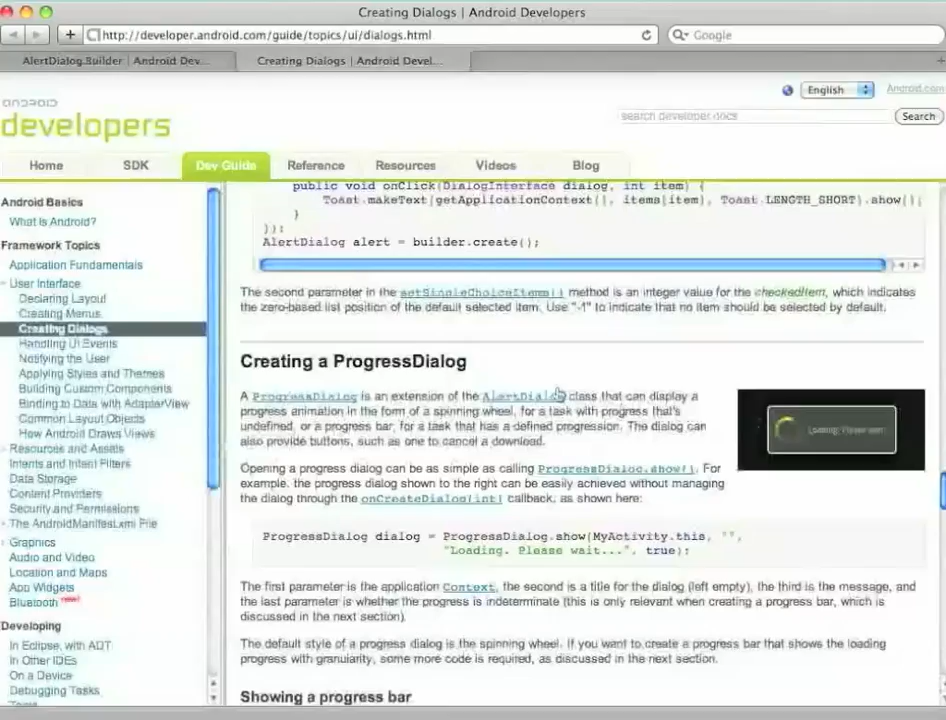 Creating Dialogs | Android Developers
http://developer.android.com/guide/topics/ui/dialogs.html
Google
AlertDialog.Builder | Android Dev...
Creating Dialogs | Android Devel...
English
Android.com
android
developers
search developer docs
Search
Home
SDK
Dev Guide
Reference
Resources
Videos
Blog
Android Basics
What is Android?
Framework Topics
Application Fundamentals
User Interface
Declaring Layout
Creating Menus
Creating Dialogs
Handling UI Events
Notifying the User
Applying Styles and Themes
Building Custom Components
Binding to Data with AdapterView
Common Layout Objects
How Android Draws Views
Resources and Assets
Intents and Intent Filters
Data Storage
Content Providers
Security and Permissions
The AndroidManifest.xml File
Graphics
Audio and Video
Location and Maps
App Widgets
Bluetooth new!
Developing
In Eclipse, with ADT
In Other IDEs
On a Device
Debugging Tasks
public void onClick(DialogInterface dialog, int item) {
Toast.makeText(getApplicationContext(), items[item], Toast.LENGTH_SHORT).show();
}
});
AlertDialog alert = builder.create();
The second parameter in the setSingleChoiceItems() method is an integer value for the checkedItem, which indicates
the zero-based list position of the default selected item. Use "-1" to indicate that no item should be selected by default.
Creating a ProgressDialog
A ProgressDialog is an extension of the AlertDialog class that can display a
progress animation in the form of a spinning wheel, for a task with progress that's
undefined, or a progress bar, for a task that has a defined progression. The dialog can
also provide buttons, such as one to cancel a download.
Loading. Please wait...
Opening a progress dialog can be as simple as calling ProgressDialog.show(). For
example, the progress dialog shown to the right can be easily achieved without managing
the dialog through the onCreateDialog(int) callback, as shown here:
ProgressDialog dialog = ProgressDialog.show(MyActivity.this, "",
"Loading. Please wait...", true);
The first parameter is the application Context, the second is a title for the dialog (left empty), the third is the message, and
the last parameter is whether the progress is indeterminate (this is only relevant when creating a progress bar, which is
discussed in the next section).
The default style of a progress dialog is the spinning wheel. If you want to create a progress bar that shows the loading
progress with granularity, some more code is required, as discussed in the next section.
Showing a progress bar